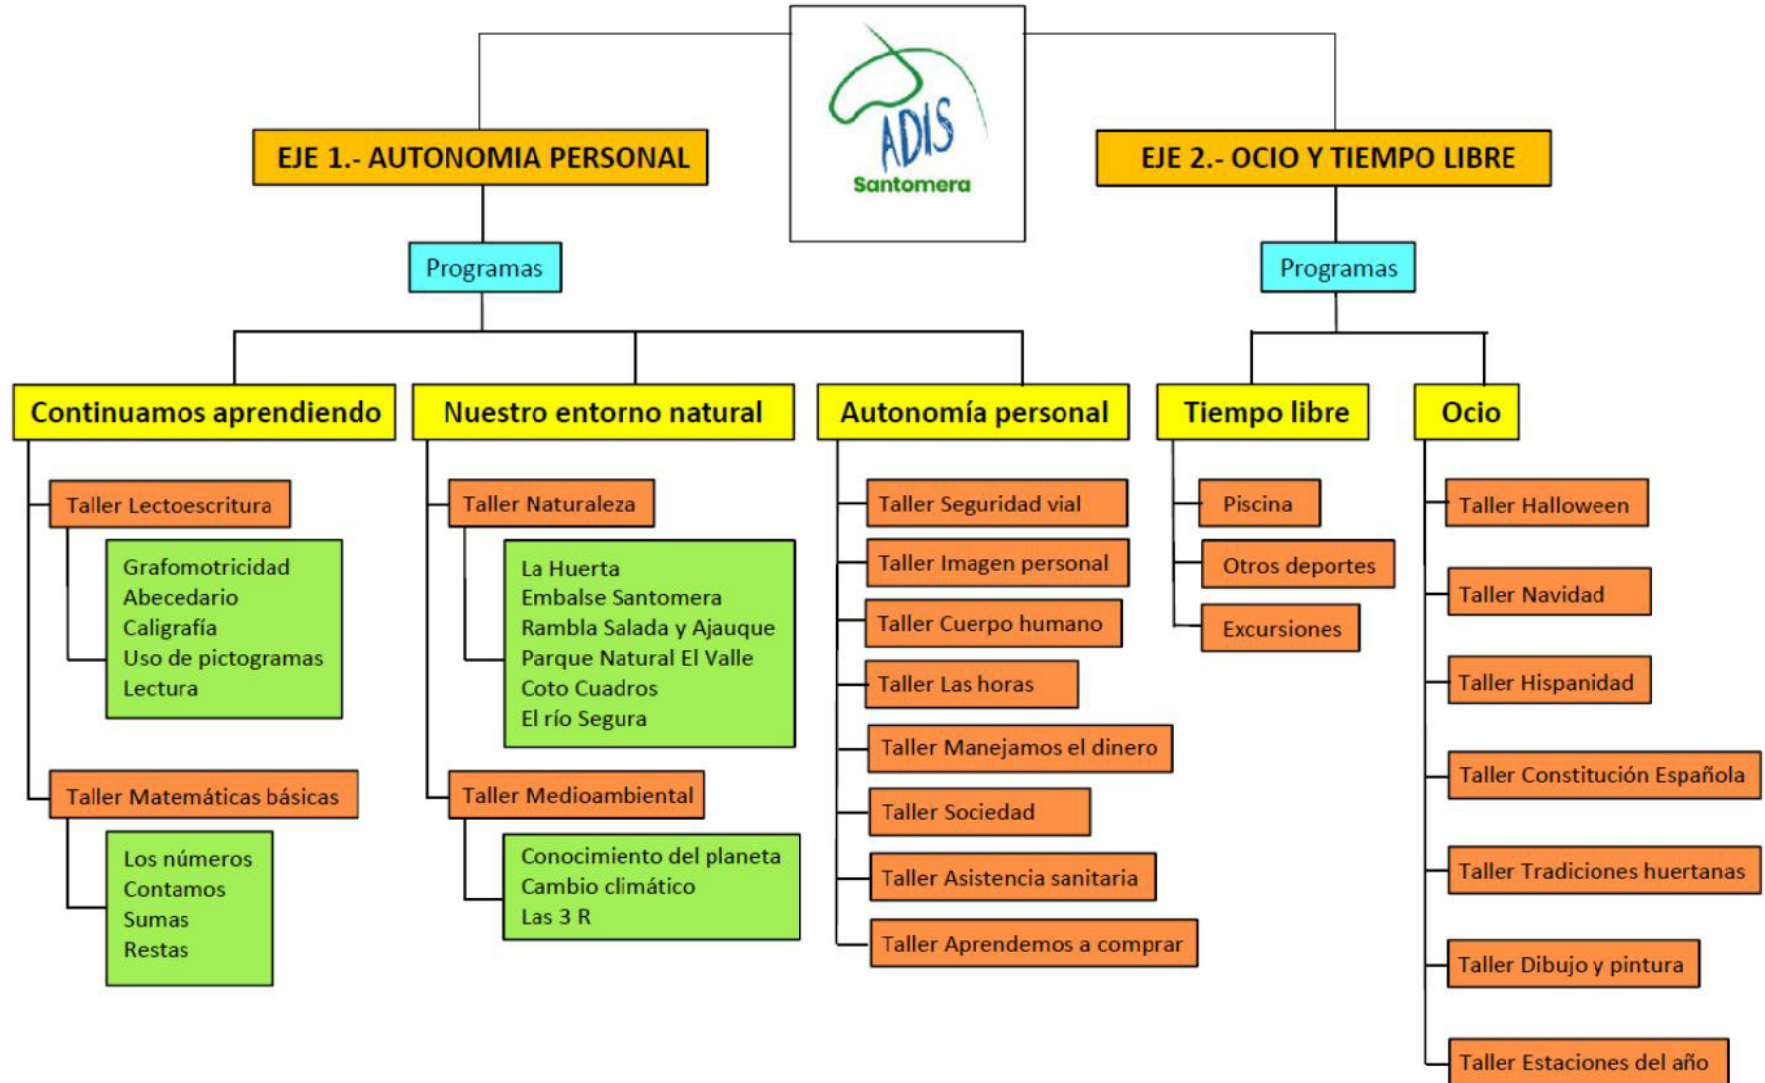 ADIS
Santomera
EJE 1.- AUTONOMIA PERSONAL
EJE 2.- OCIO Y TIEMPO LIBRE
Programas
Programas
Continuamos aprendiendo
Taller Lectoescritura
Grafomotricidad
Abecedario
Caligrafía
Uso de pictogramas
Lectura
Taller Matemáticas básicas
Los números
Contamos
Sumas
Restas
Nuestro entorno natural
Taller Naturaleza
La Huerta
Embalse Santomera
Rambla Salada y Ajauque
Parque Natural El Valle
Coto Cuadros
El río Segura
Taller Medioambiental
Conocimiento del planeta
Cambio climático
Las 3 R
Autonomía personal
Taller Seguridad vial
Taller Imagen personal
Taller Cuerpo humano
Taller Las horas
Taller Manejamos el dinero
Taller Sociedad
Taller Asistencia sanitaria
Taller Aprendemos a comprar
Tiempo libre
Piscina
Otros deportes
Excursiones
Ocio
Taller Halloween
Taller Navidad
Taller Hispanidad
Taller Constitución Española
Taller Tradiciones huertanas
Taller Dibujo y pintura
Taller Estaciones del año